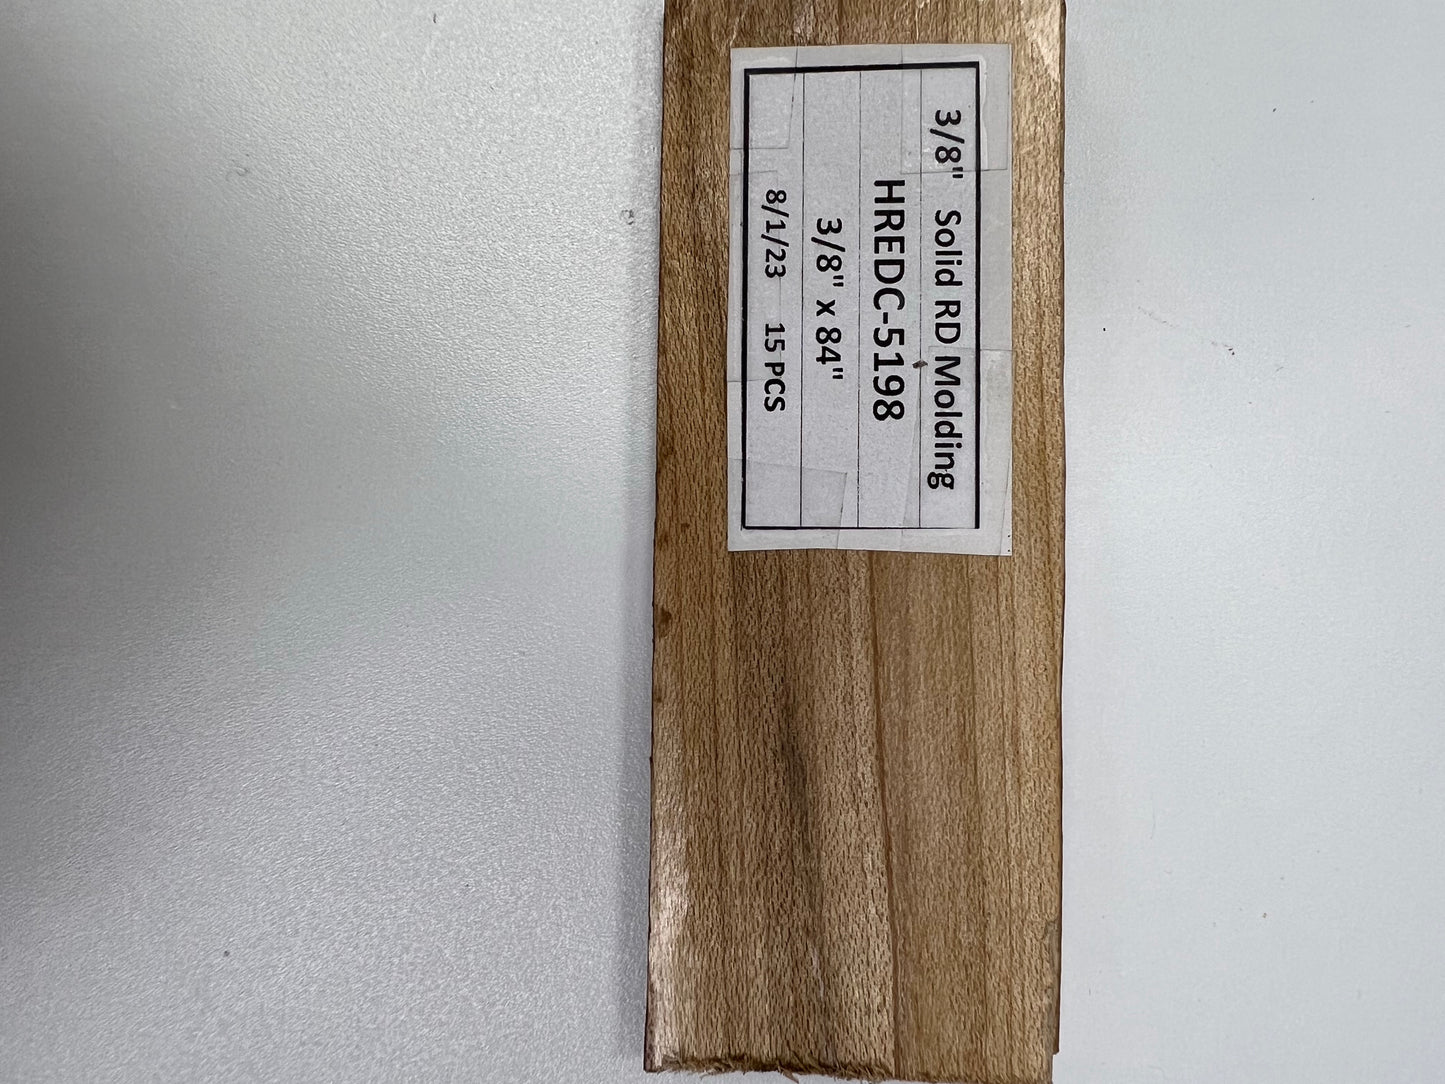 3/8" Solid RD Molding
HREDC-5198
3/8" x 84"
8/1/23 15 PCS